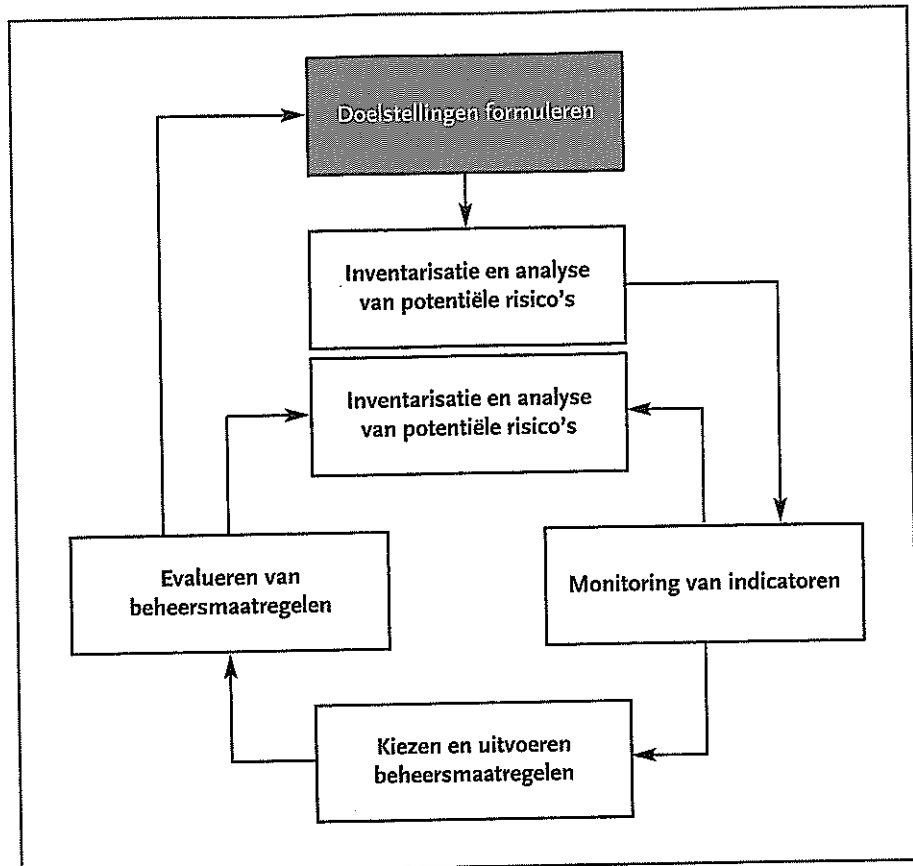 Doelstellingen formuleren
Inventarisatie en analyse
van potentiële risico's
Inventarisatie en analyse
van potentiële risico's
Evalueren van
beheersmaatregelen
Monitoring van indicatoren
Kiezen en uitvoeren
beheersmaatregelen